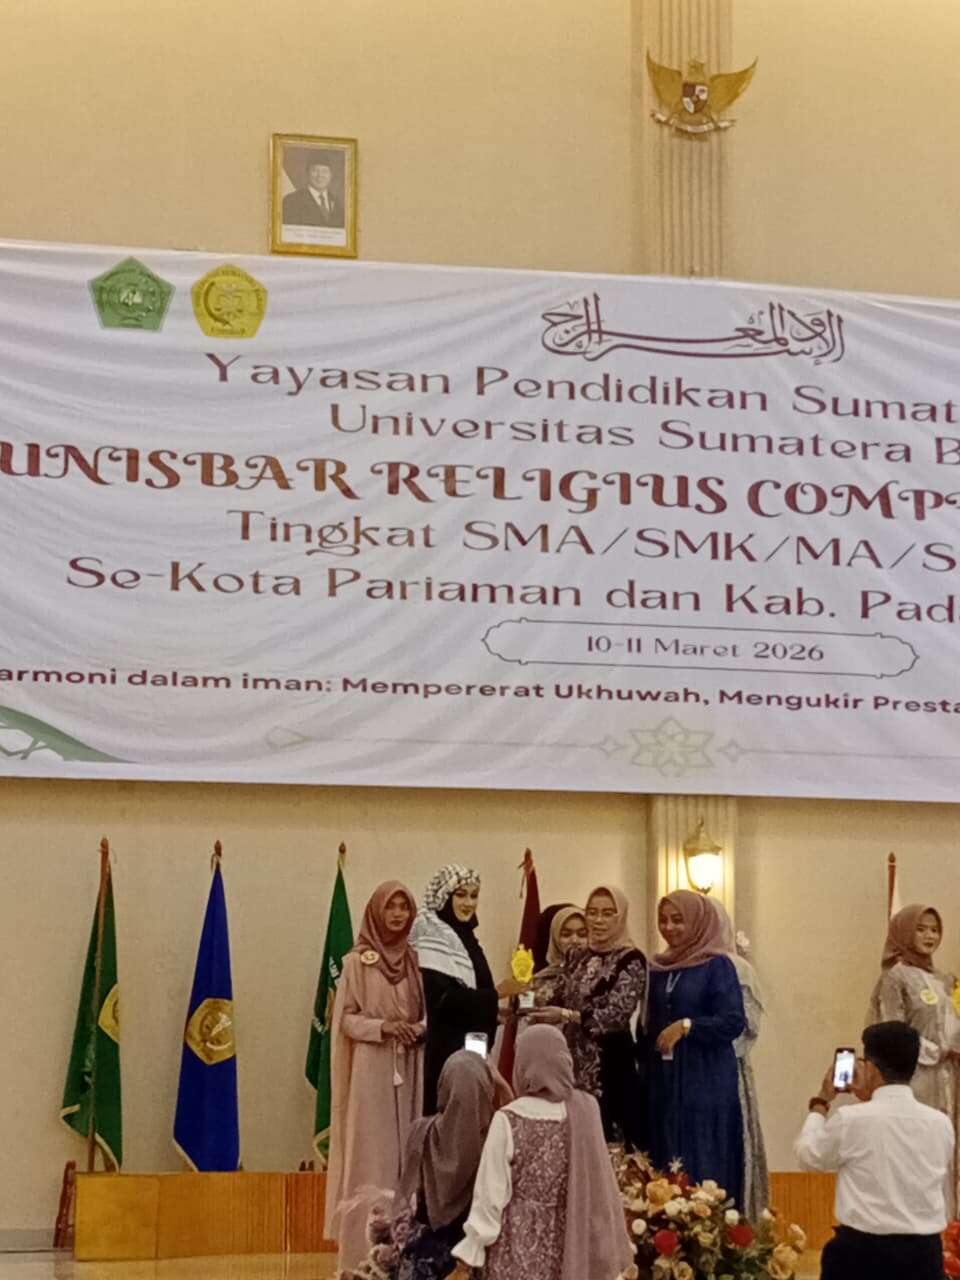 الإسراء والمعراج
Yayasan Pendidikan Sumat
Universitas Sumatera B
UNISBAR RELIGIUS COMP
Tingkat SMA/SMK/MA/S
Se-Kota Pariaman dan Kab. Pad
10-11 Maret 2026
armoni dalam iman: Mempererat Ukhuwah, Mengukir Presta